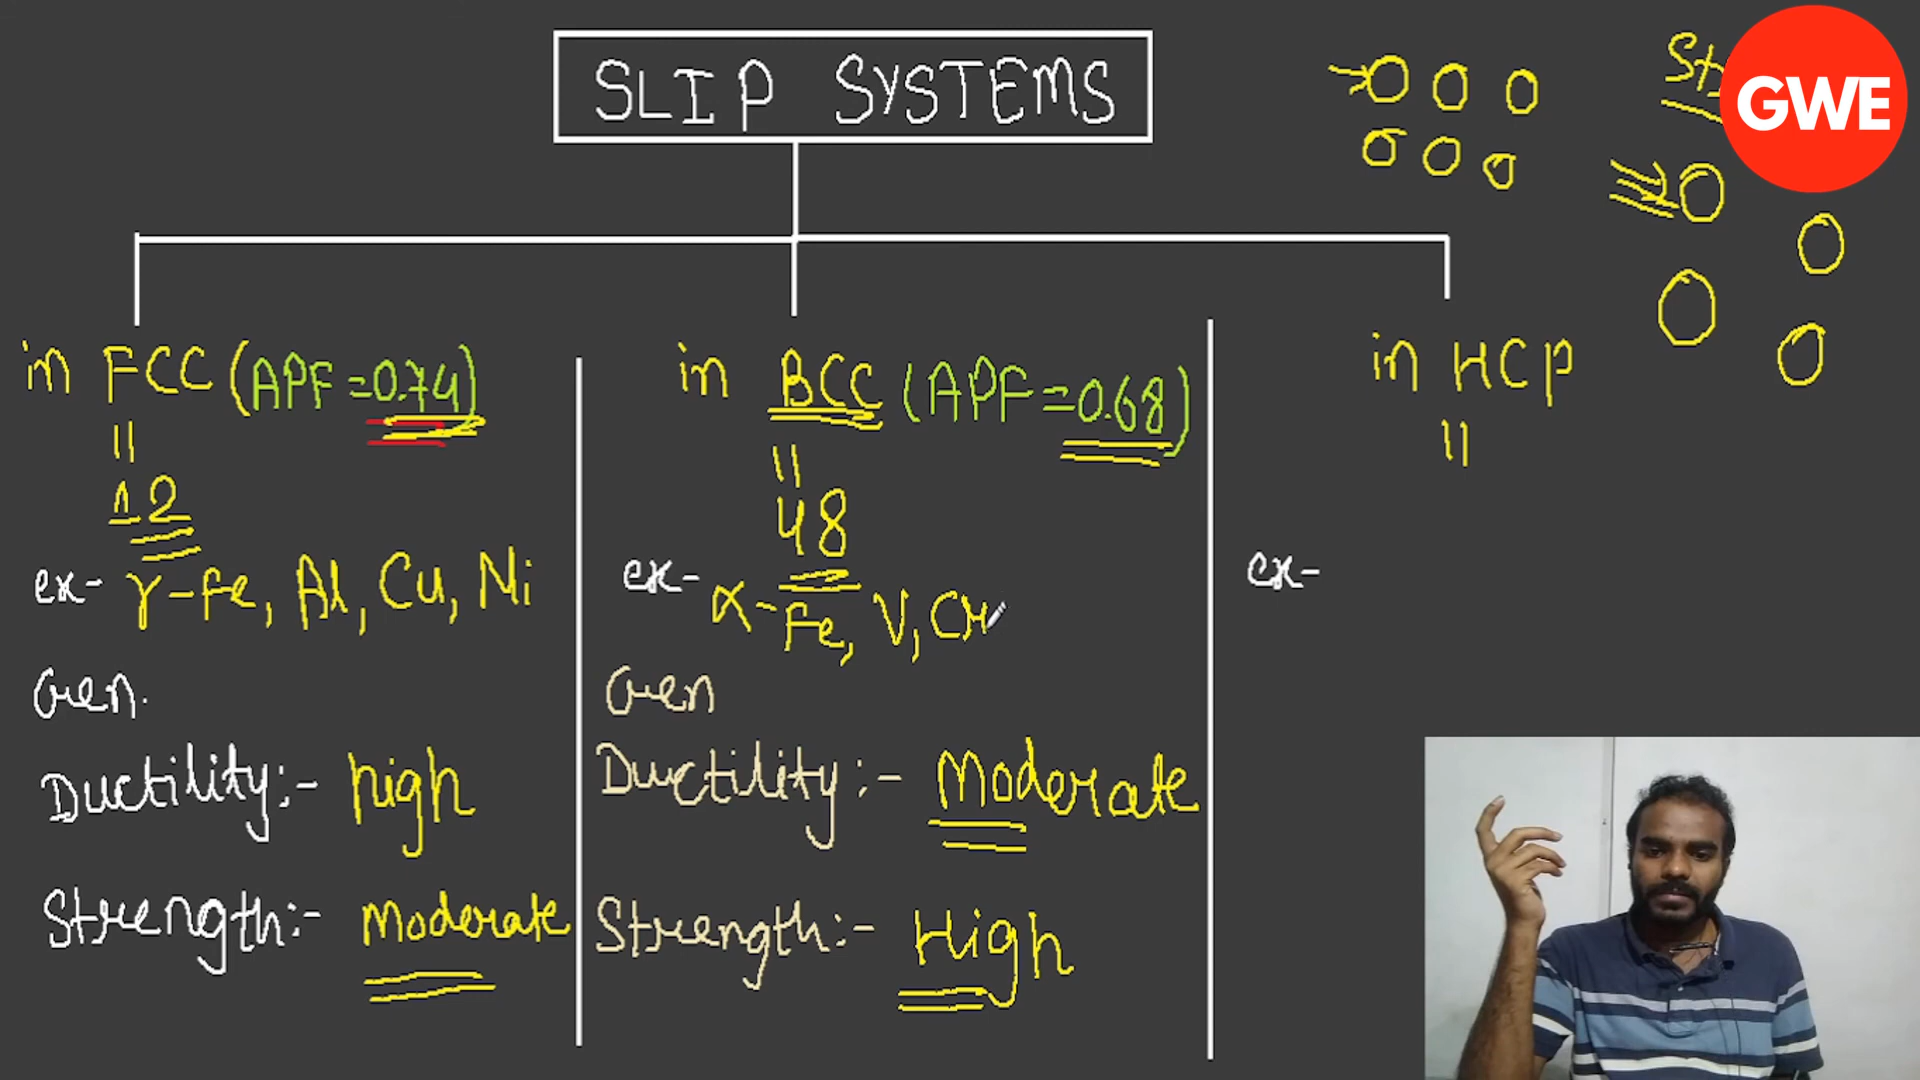 SLIP SYSTEMS
GWE
in FCC (APF = 0.74)
=
12
ex- γ-Fe, Al, Cu, Ni
Gen.
Ductility:- high
Strength:- Moderate
in BCC (APF = 0.68)
=
48
ex- α-Fe, V, Cr
Gen
Ductility:- Moderate
Strength:- High
in HCP
=
ex-